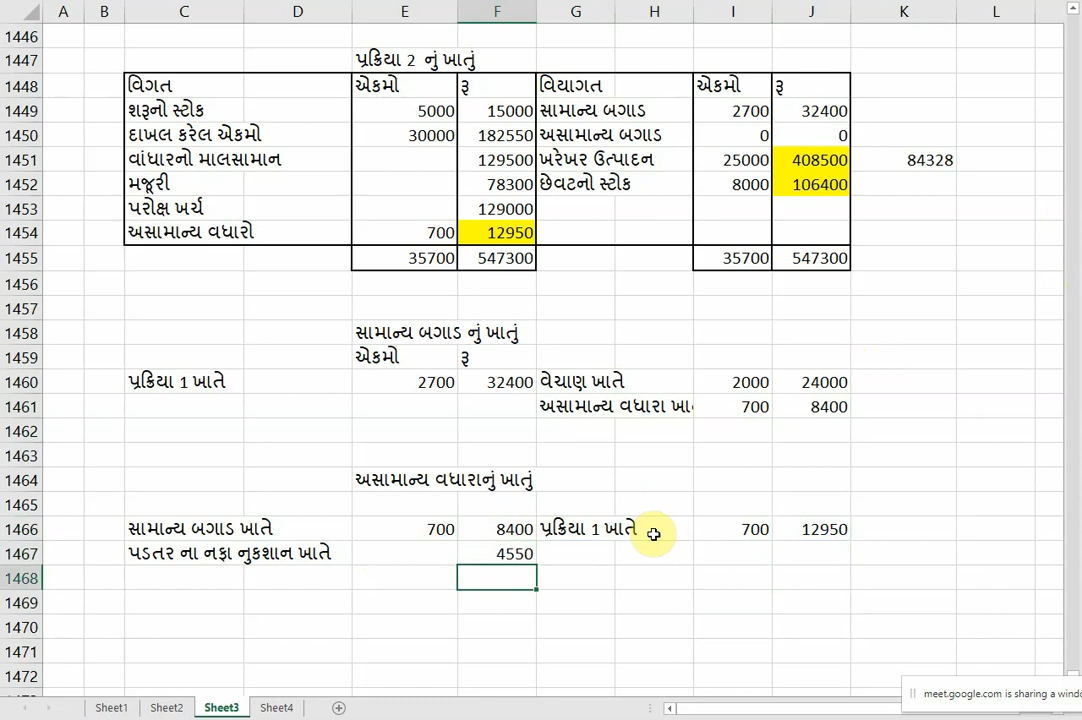 A B C D E F G H I J K L
1446
1447 પ્રક્રિયા 2 નું ખાતું
1448 વિગત એકમો રૂ વિયાગત એકમો રૂ
1449 શરૂનો સ્ટોક 5000 15000 સામાન્ય બગાડ 2700 32400
1450 દાખલ કરેલ એકમો 30000 182550 અસામાન્ય બગાડ 0 0
1451 વાંધારનો માલસામાન 129500 ખરેખર ઉત્પાદન 25000 408500 84328
1452 મજૂરી 78300 છેવટનો સ્ટોક 8000 106400
1453 પરોક્ષ ખર્ચ 129000
1454 અસામાન્ય વધારો 700 12950
1455 35700 547300 35700 547300
1456
1457
1458 સામાન્ય બગાડ નું ખાતું
1459 એકમો રૂ
1460 પ્રક્રિયા 1 ખાતે 2700 32400 વેચાણ ખાતે 2000 24000
1461 અસામાન્ય વધારા 700 8400
1462
1463
1464 અસામાન્ય વધારાનું ખાતું
1465
1466 સામાન્ય બગાડ ખાતે 700 8400 પ્રક્રિયા 1 ખાતે 700 12950
1467 પડતર ના નફા નુકશાન ખાતે 4550
1468
1469
1470
1471
1472
Sheet1 Sheet2 Sheet3 Sheet4
meet.google.com is sharing a